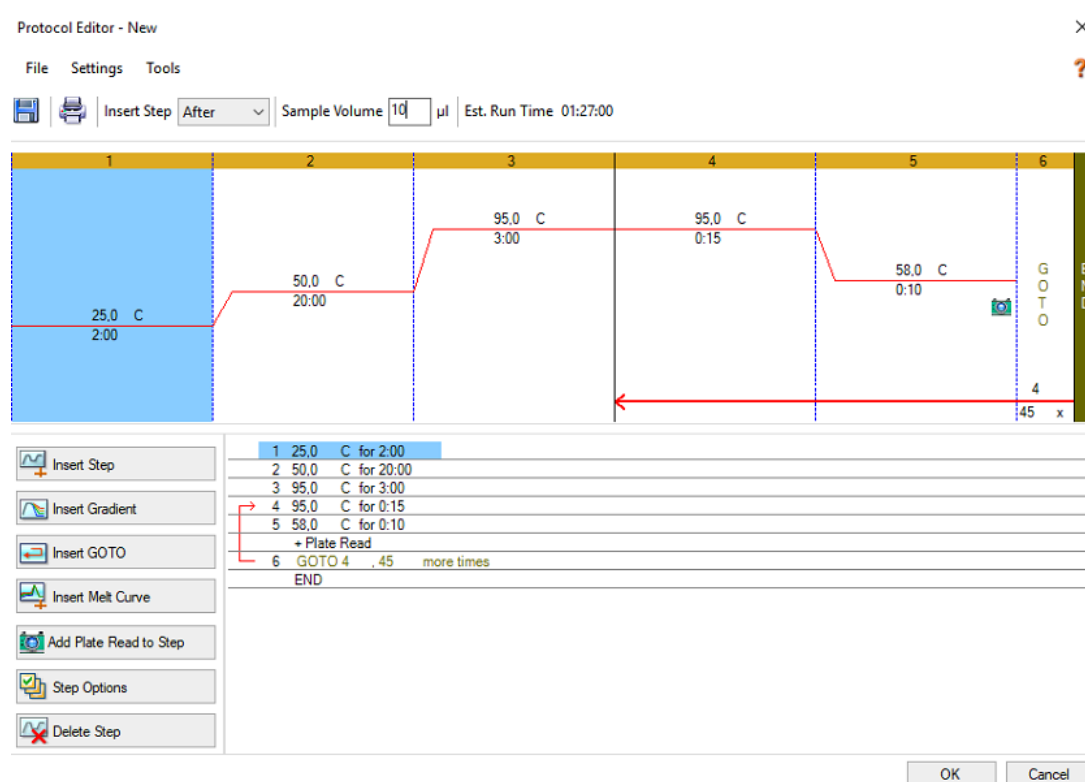 Protocol Editor - New
File Settings Tools
?
Insert Step After Sample Volume 10 µl Est. Run Time 01:27:00
1 2 3 4 5 6
25,0 C
2:00
50,0 C
20:00
95,0 C
3:00
95,0 C
0:15
58,0 C
0:10
G
O
T
O
4
45 x
Insert Step
Insert Gradient
Insert GOTO
Insert Melt Curve
Add Plate Read to Step
Step Options
Delete Step
1 25,0 C for 2:00
2 50,0 C for 20:00
3 95,0 C for 3:00
4 95,0 C for 0:15
5 58,0 C for 0:10
+ Plate Read
6 GOTO 4 , 45 more times
END
OK Cancel